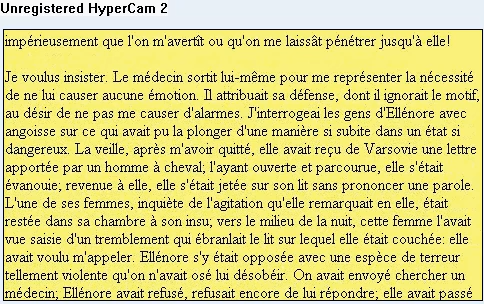 Unregistered HyperCam 2
impérieusement que l'on m'avertît ou qu'on me laissât pénétrer jusqu'à elle!
Je voulus insister. Le médecin sortit lui-même pour me représenter la nécessité
de ne lui causer aucune émotion. Il attribuait sa défense, dont il ignorait le motif,
au désir de ne pas me causer d'alarmes. J'interrogeai les gens d'Ellénore avec
angoisse sur ce qui avait pu la plonger d'une manière si subite dans un état si
dangereux. La veille, après m'avoir quitté, elle avait reçu de Varsovie une lettre
apportée par un homme à cheval; l'ayant ouverte et parcourue, elle s'était
évanouie; revenue à elle, elle s'était jetée sur son lit sans prononcer une parole.
L'une de ses femmes, inquiète de l'agitation qu'elle remarquait en elle, était
restée dans sa chambre à son insu; vers le milieu de la nuit, cette femme l'avait
vue saisie d'un tremblement qui ébranlait le lit sur lequel elle était couchée: elle
avait voulu m'appeler. Ellénore s'y était opposée avec une espèce de terreur
tellement violente qu'on n'avait osé lui désobéir. On avait envoyé chercher un
médecin; Ellénore avait refusé, refusait encore de lui répondre; elle avait passé